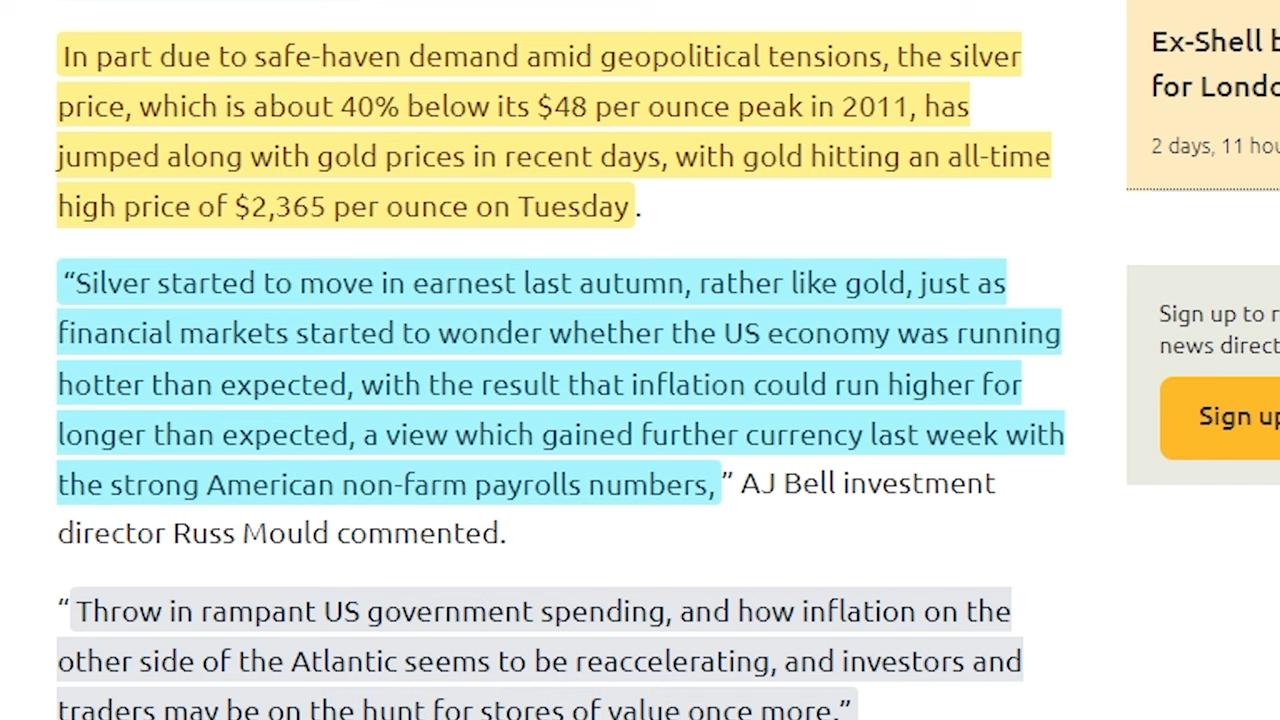 In part due to safe-haven demand amid geopolitical tensions, the silver
price, which is about 40% below its $48 per ounce peak in 2011, has
jumped along with gold prices in recent days, with gold hitting an all-time
high price of $2,365 per ounce on Tuesday.
“Silver started to move in earnest last autumn, rather like gold, just as
financial markets started to wonder whether the US economy was running
hotter than expected, with the result that inflation could run higher for
longer than expected, a view which gained further currency last week with
the strong American non-farm payrolls numbers,” AJ Bell investment
director Russ Mould commented.
“Throw in rampant US government spending, and how inflation on the
other side of the Atlantic seems to be reaccelerating, and investors and
traders may be on the hunt for stores of value once more.”
Ex-Shell
for
2 days, 11
Sign up to
news
Sign